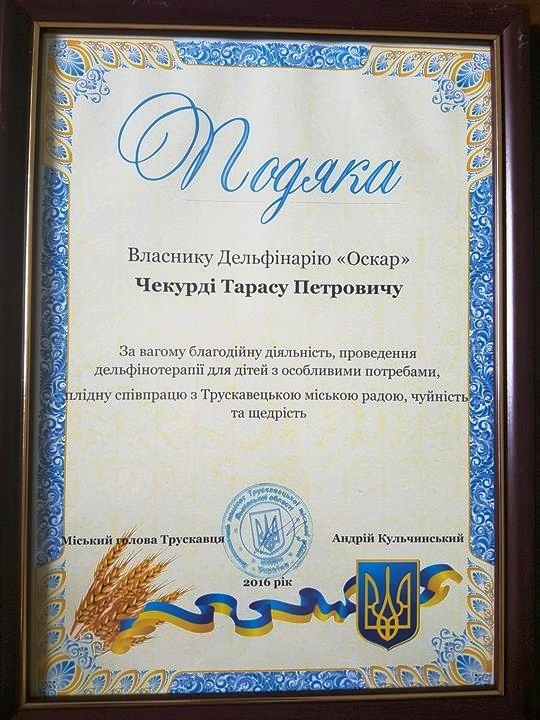 Подяка
Власнику Дельфінарію «Оскар»
Чекурді Тарасу Петровичу
За вагому благодійну діяльність, проведення
дельфінотерапії для дітей з особливими потребами,
плідну співпрацю з Трускавецькою міською радою, чуйність
та щедрість
Міський голова Трускавця
Андрій Кульчинський
2016 рік